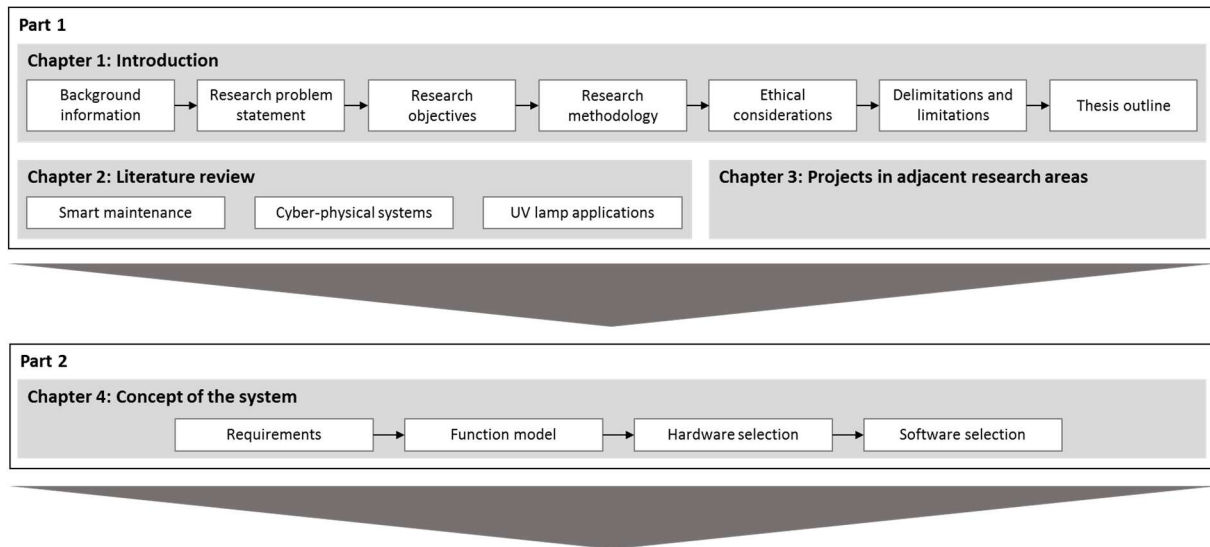 Part 1
Chapter 1: Introduction
Background
information
Research problem
statement
Research
objectives
Research
methodology
Ethical
considerations
Delimitations and
limitations
Thesis outline
Chapter 2: Literature review
Smart maintenance
Cyber-physical systems
UV lamp applications
Chapter 3: Projects in adjacent research areas
Part 2
Chapter 4: Concept of the system
Requirements
Function model
Hardware selection
Software selection